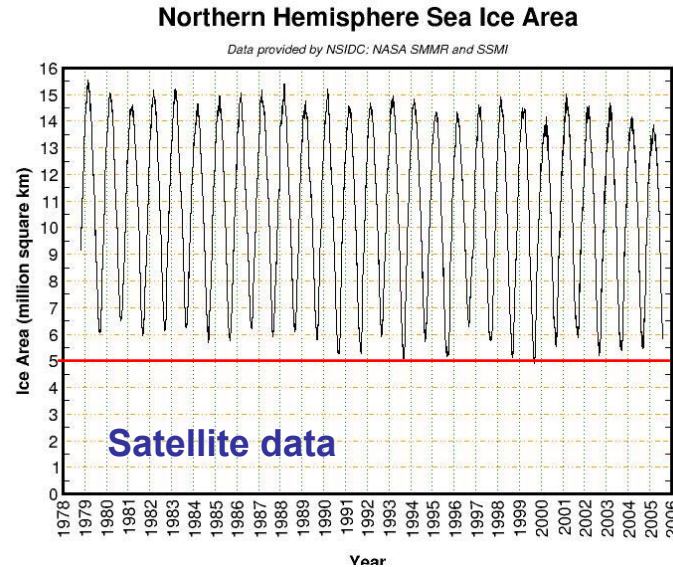 Northern Hemisphere Sea Ice Area
Data provided by NSIDC: NASA SMMR and SSMI
16
15
14
13
12
11
10
9
8
7
6
5
4
3
2
1
0
Ice Area (million square km)
Satellite data
1978 1979 1980 1981 1982 1983 1984 1985 1986 1987 1988 1989 1990 1991 1992 1993 1994 1995 1996 1997 1998 1999 2000 2001 2002 2003 2004 2005 2006
Year